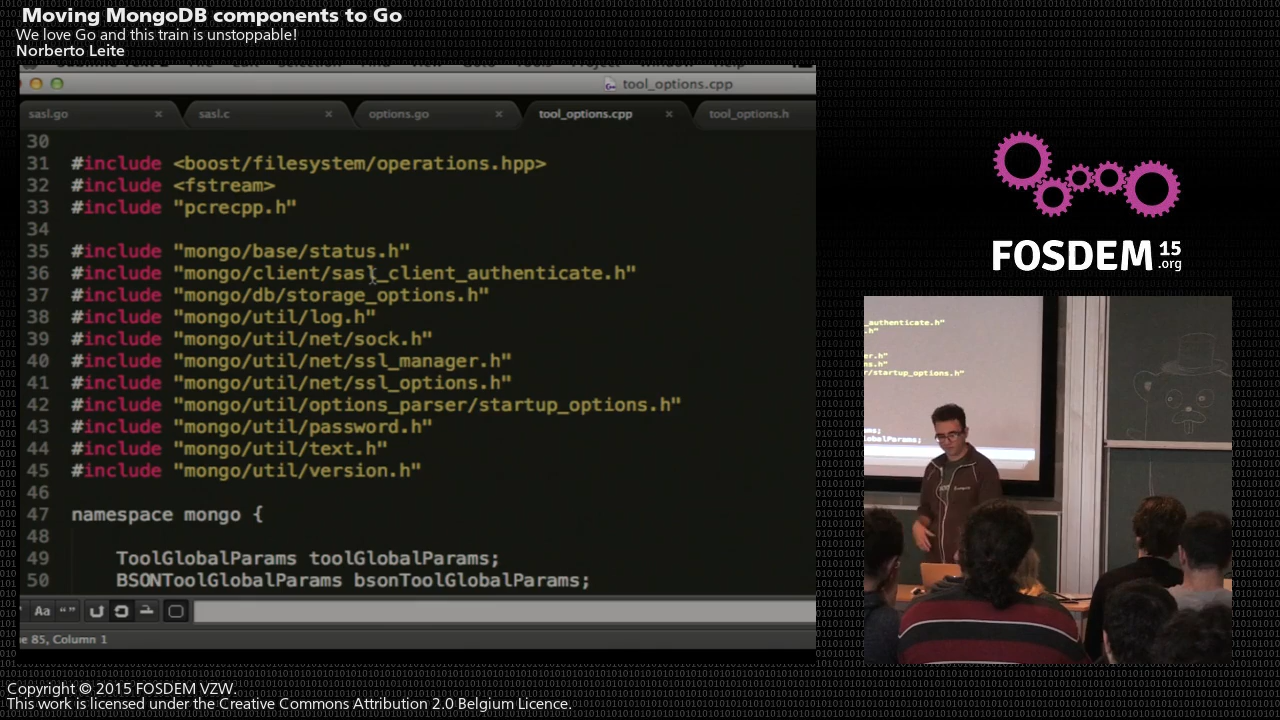 Moving MongoDB components to Go
We love Go and this train is unstoppable!
Norberto Leite
tool_options.cpp
sasl.go
sasl.c
options.go
tool_options.cpp
tool_options.h
30
31 #include <boost/filesystem/operations.hpp>
32 #include <fstream>
33 #include "pcrecpp.h"
34
35 #include "mongo/base/status.h"
36 #include "mongo/client/sasl_client_authenticate.h"
37 #include "mongo/db/storage_options.h"
38 #include "mongo/util/log.h"
39 #include "mongo/util/net/sock.h"
40 #include "mongo/util/net/ssl_manager.h"
41 #include "mongo/util/net/ssl_options.h"
42 #include "mongo/util/options_parser/startup_options.h"
43 #include "mongo/util/password.h"
44 #include "mongo/util/text.h"
45 #include "mongo/util/version.h"
46
47 namespace mongo {
48
49 ToolGlobalParams toolGlobalParams;
50 BSONToolGlobalParams bsonToolGlobalParams;
Aa “”
e 85, Column 1
FOSDEM 15
.org
_authenticate.h"
.h"
er.h"
ns.h"
r/startup_options.h"
ms;
lobalParams;
Copyright © 2015 FOSDEM VZW.
This work is licensed under the Creative Commons Attribution 2.0 Belgium Licence.